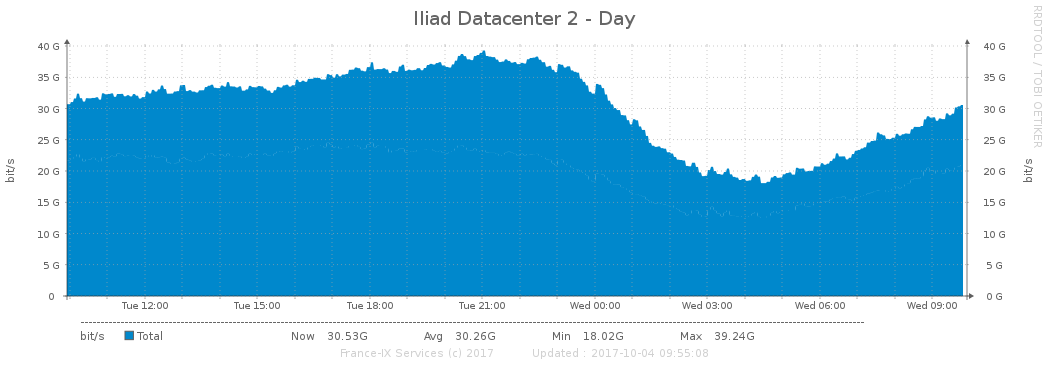 Iliad Datacenter 2 - Day
RRDTOOL / TOBI OETIKER
40 G 40 G
35 G 35 G
30 G 30 G
25 G 25 G
20 G 20 G
15 G 15 G
10 G 10 G
5 G 5 G
0 0 G
bit/s bit/s
Tue 12:00 Tue 15:00 Tue 18:00 Tue 21:00 Wed 00:00 Wed 03:00 Wed 06:00 Wed 09:00
bit/s Total Now 30.53G Avg 30.26G Min 18.02G Max 39.24G
France-IX Services (c) 2017 Updated : 2017-10-04 09:55:08